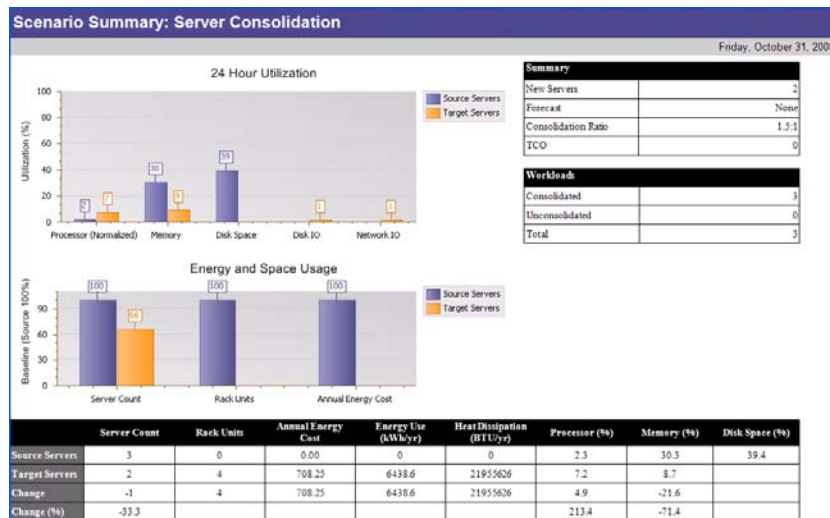 Scenario Summary: Server Consolidation
Friday, October 31, 200
24 Hour Utilization
Utilization (%)
100
80
60
40
20
0
2
7
30
9
39
1
1
Processor (Normalized) Memory Disk Space Disk IO Network IO
Source Servers
Target Servers
Summary
New Servers 2
Forecast None
Consolidation Ratio 1.5:1
TCO 0
Workloads
Consolidated 3
Unconsolidated 0
Total 3
Energy and Space Usage
Baseline (Source 100%)
90
60
30
0
100
66
100
100
Server Count Rack Units Annual Energy Cost
Source Servers
Target Servers
Server Count Rack Units Annual Energy Cost Energy Use (kWh/yr) Heat Dissipation (BTU/yr) Processor (%) Memory (%) Disk Space (%)
Source Servers 3 0 0.00 0 0 2.3 30.3 39.4
Target Servers 2 4 708.25 6438.6 21955626 7.2 8.7
Change -1 4 708.25 6438.6 21955626 4.9 -21.6
Change (%) -33.3 213.4 -71.4